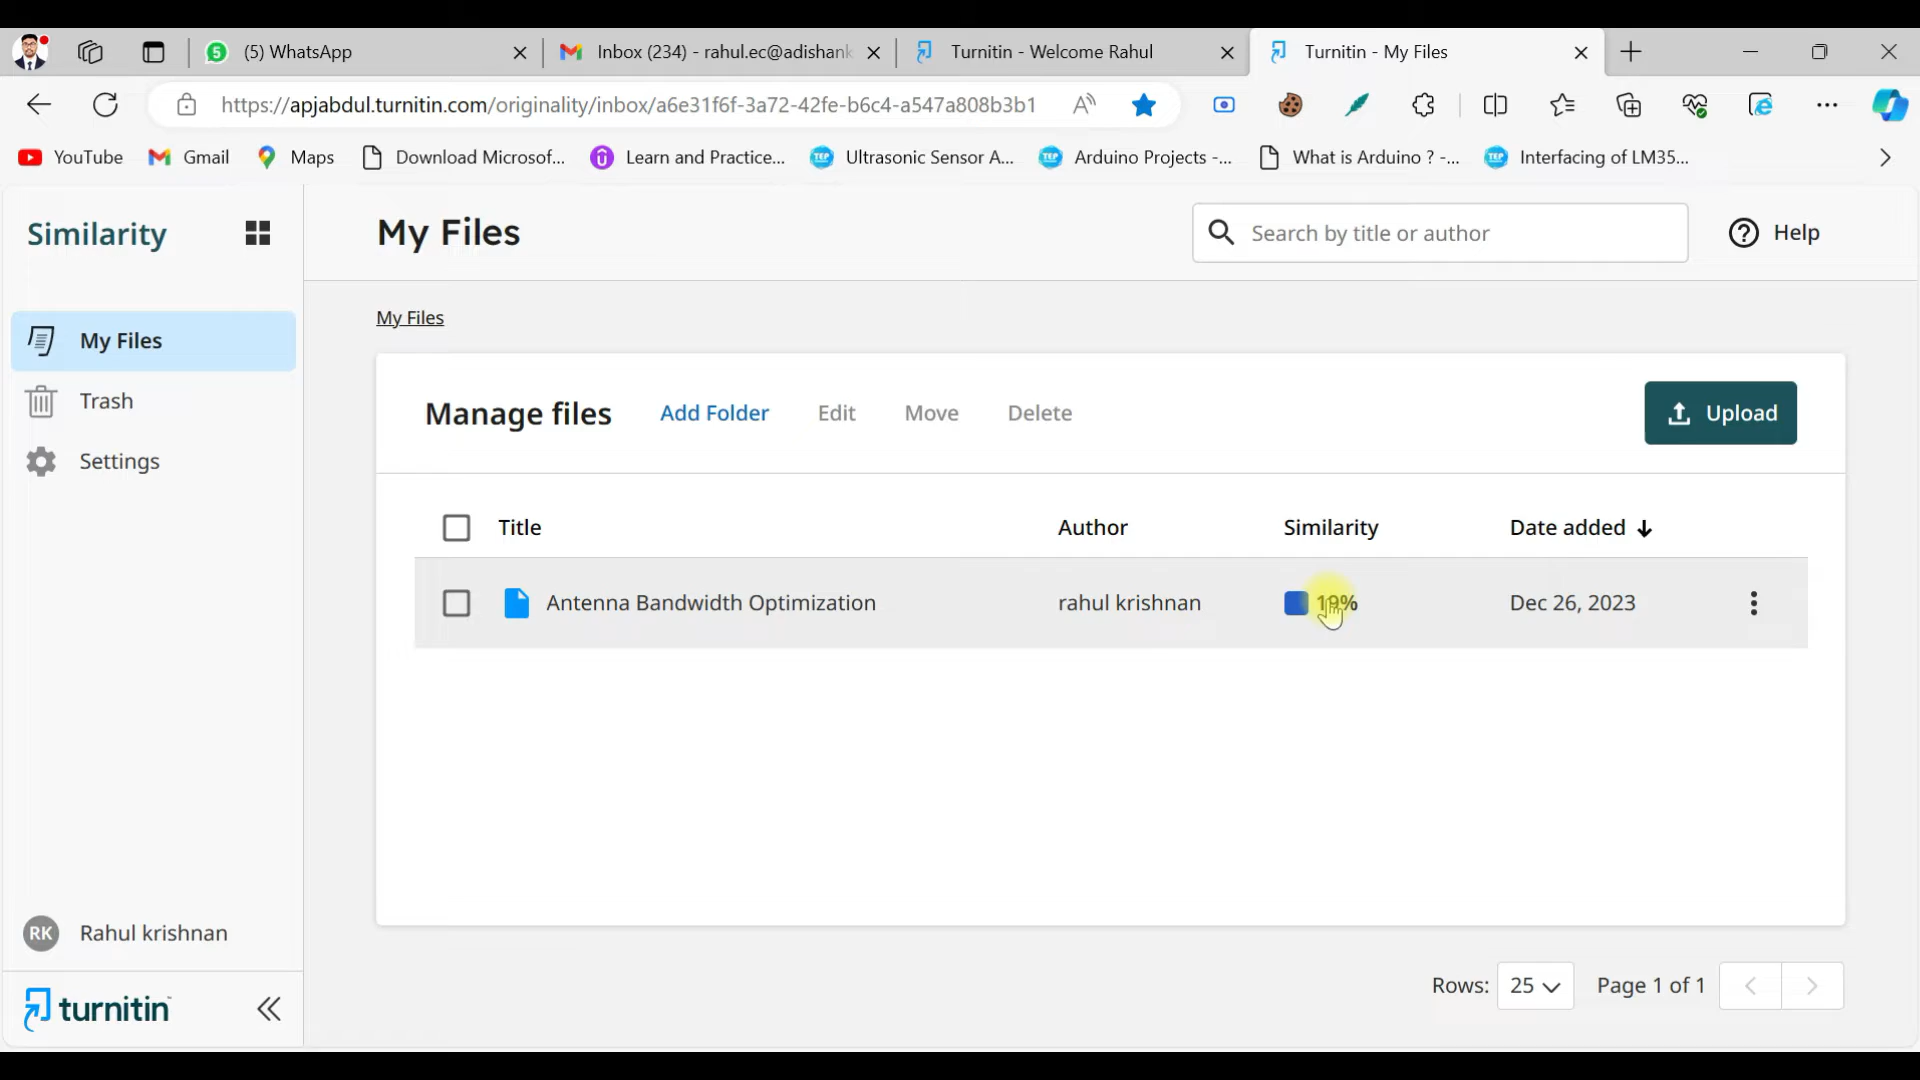 5 (5) WhatsApp
Inbox (234) - rahul.ec@adishank
Turnitin - Welcome Rahul
Turnitin - My Files
https://apjabdul.turnitin.com/originality/inbox/a6e31f6f-3a72-42fe-b6c4-a547a808b3b1
YouTube Gmail Maps Download Microsof... Learn and Practice... Ultrasonic Sensor A... Arduino Projects -... What is Arduino ? -... Interfacing of LM35...
Similarity
My Files
Search by title or author
Help
My Files
Trash
Settings
My Files
Manage files Add Folder Edit Move Delete Upload
Title Author Similarity Date added
Antenna Bandwidth Optimization rahul krishnan 19% Dec 26, 2023
RK Rahul krishnan
turnitin
Rows: 25 Page 1 of 1